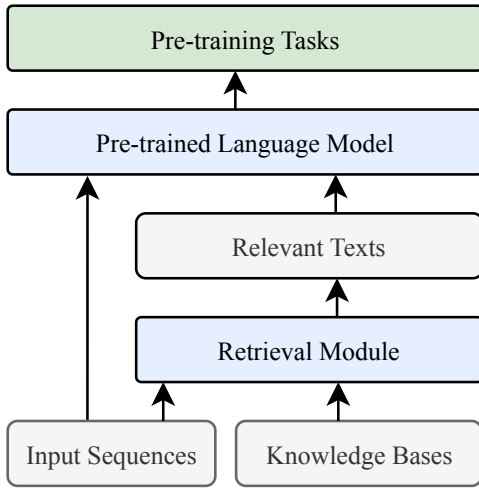 Pre-training Tasks
Pre-trained Language Model
Relevant Texts
Retrieval Module
Input Sequences
Knowledge Bases